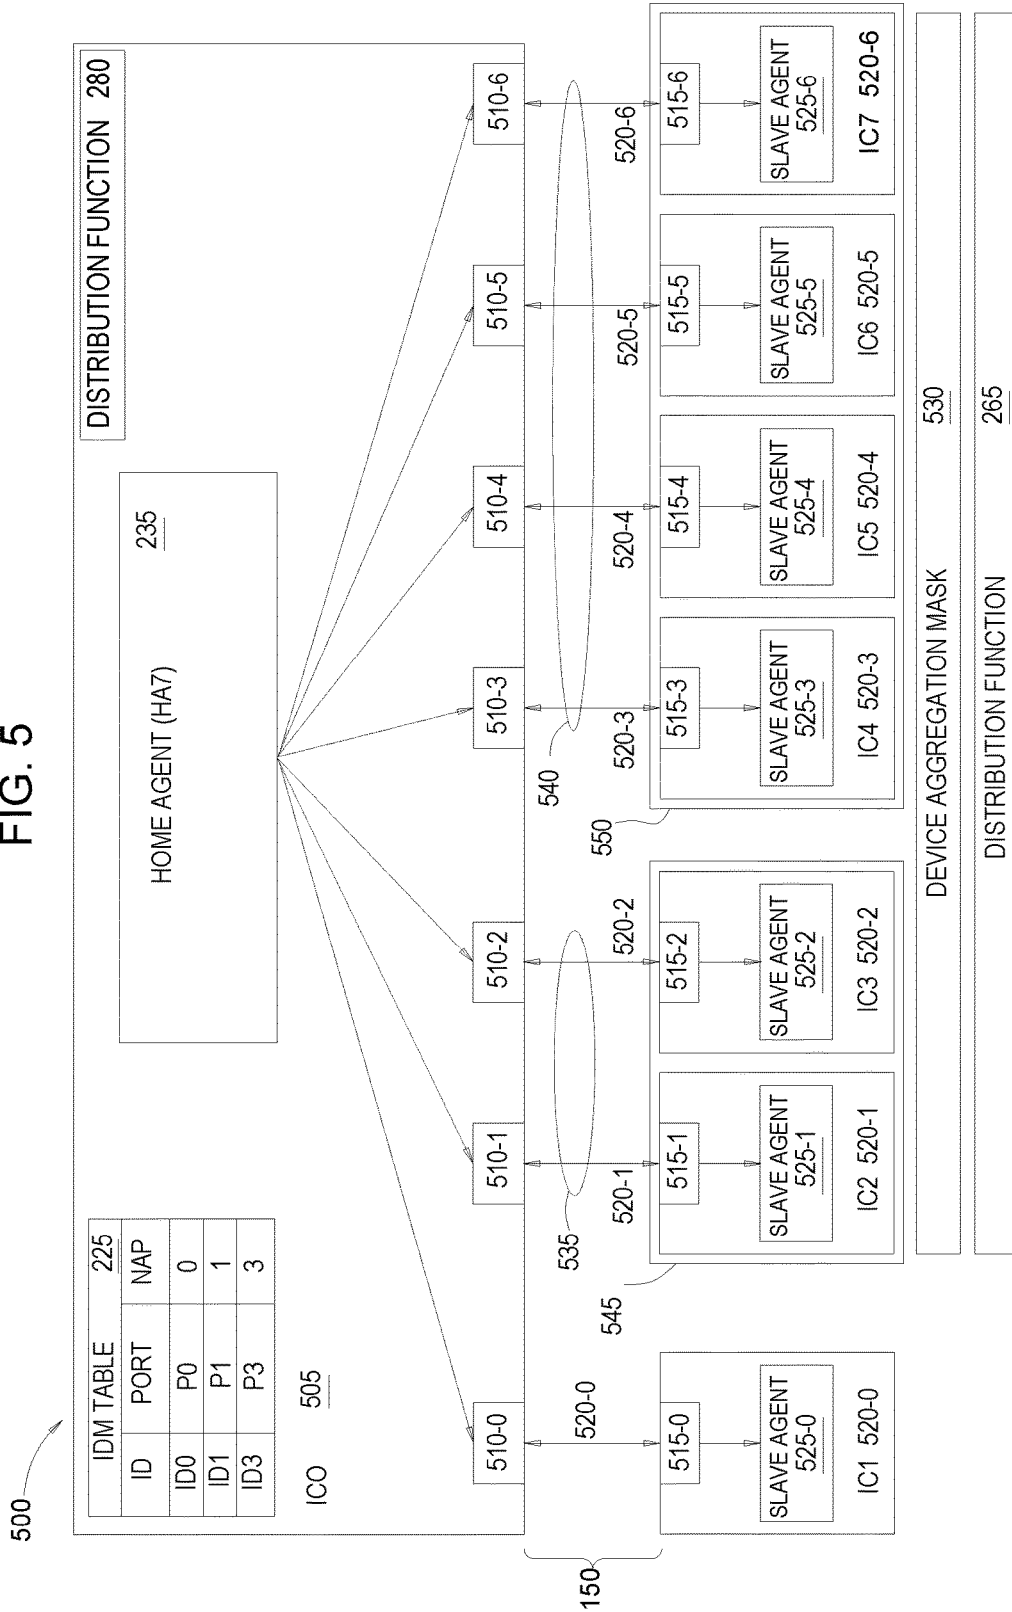 FIG. 5
500
IDM TABLE 225
ID PORT NAP
ID0 P0 0
ID1 P1 1
ID3 P3 3
ICO 505
HOME AGENT (HA7) 235
DISTRIBUTION FUNCTION 280
510-0
510-1
510-2
510-3
510-4
510-5
510-6
150
520-0
520-1
535
520-2
540
520-3
520-4
520-5
520-6
545
550
515-0
515-1
515-2
515-3
515-4
515-5
515-6
SLAVE AGENT
525-0
IC1 520-0
SLAVE AGENT
525-1
IC2 520-1
SLAVE AGENT
525-2
IC3 520-2
SLAVE AGENT
525-3
IC4 520-3
SLAVE AGENT
525-4
IC5 520-4
SLAVE AGENT
525-5
IC6 520-5
SLAVE AGENT
525-6
IC7 520-6
DEVICE AGGREGATION MASK 530
DISTRIBUTION FUNCTION 265